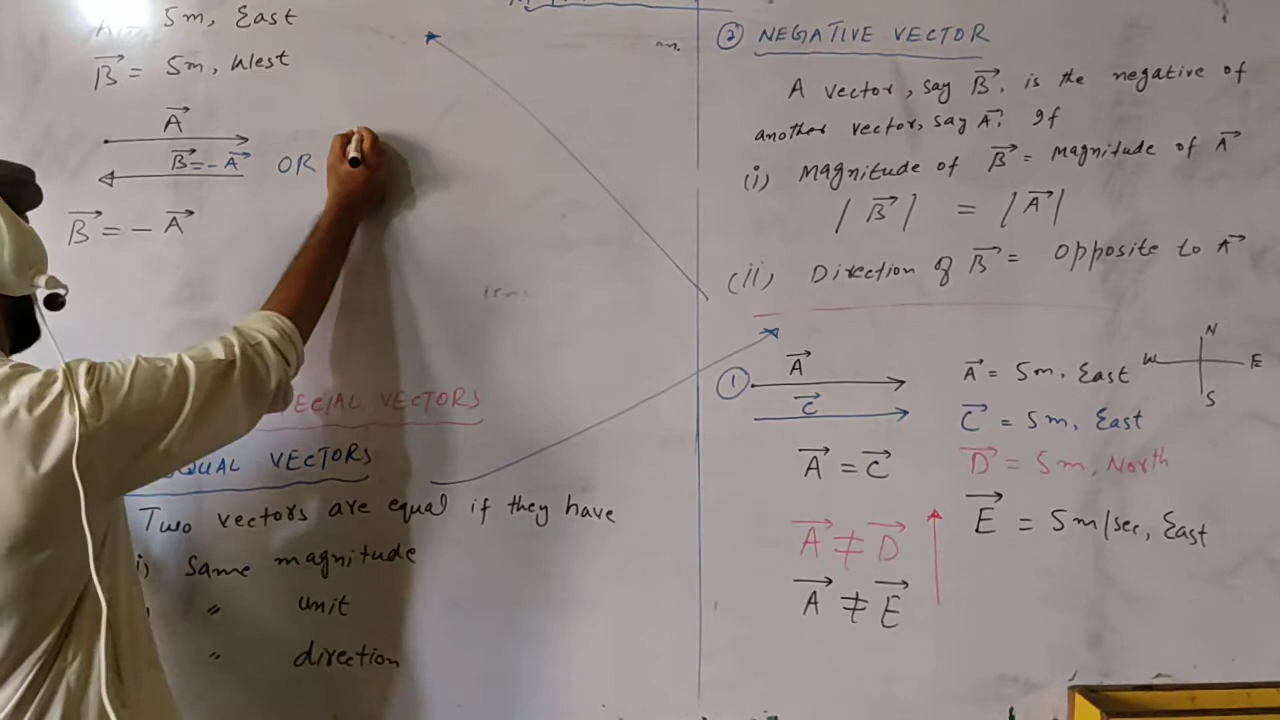 5m, East
B = 5m, West
A
B = - A OR
B = - A
ECIAL VECTORS
EQUAL VECTORS
Two vectors are equal if they have
i) Same magnitude
" unit
" direction
② NEGATIVE VECTOR
A vector, say B, is the negative of
another vector, say A, If
(i) Magnitude of B = Magnitude of A
|B| = |A|
(ii) Direction of B = Opposite to A
① A
C
A = C
A ≠ D
A ≠ E
A = 5m, East
C = 5m, East
D = 5m, North
E = 5m/sec, East
N
W E
S